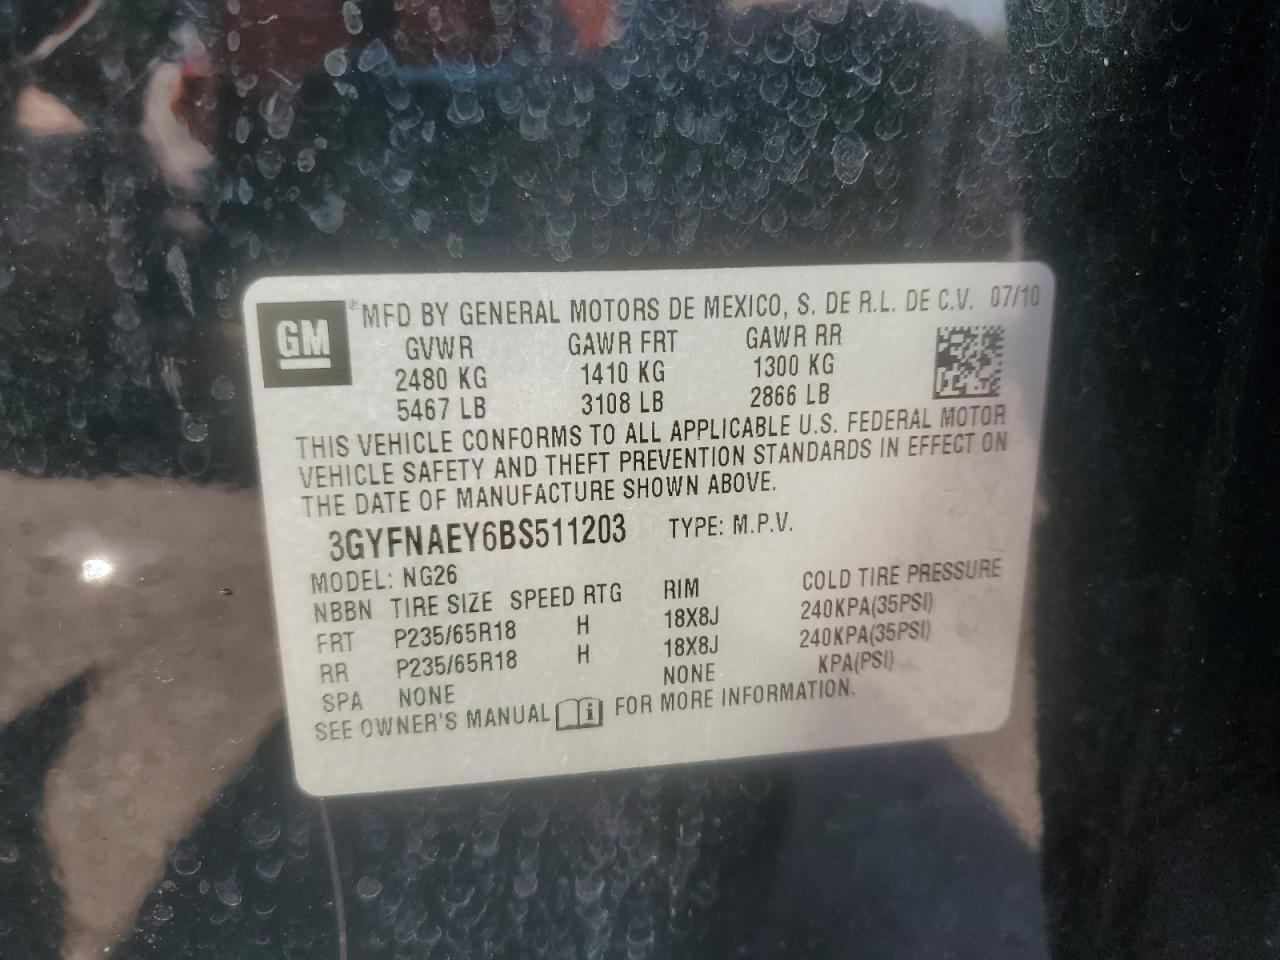 GM ® MFD BY GENERAL MOTORS DE MEXICO, S. DE R.L. DE C.V. 07/10
GVWR GAWR FRT GAWR RR
2480 KG 1410 KG 1300 KG
5467 LB 3108 LB 2866 LB
THIS VEHICLE CONFORMS TO ALL APPLICABLE U.S. FEDERAL MOTOR
VEHICLE SAFETY AND THEFT PREVENTION STANDARDS IN EFFECT ON
THE DATE OF MANUFACTURE SHOWN ABOVE.
3GYFNAEY6BS511203 TYPE: M.P.V.
MODEL: NG26
NBBN TIRE SIZE SPEED RTG RIM COLD TIRE PRESSURE
FRT P235/65R18 H 18X8J 240KPA(35PSI)
RR P235/65R18 H 18X8J 240KPA(35PSI)
SPA NONE NONE KPA(PSI)
SEE OWNER'S MANUAL i FOR MORE INFORMATION.